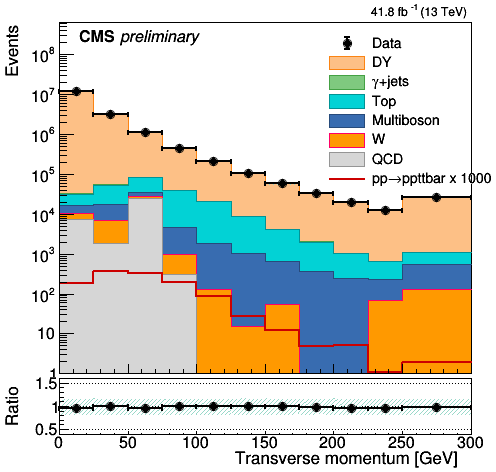 41.8 fb⁻¹ (13 TeV)
CMS preliminary
Events
10⁸
10⁷
10⁶
10⁵
10⁴
10³
10²
10
1
Data
DY
γ+jets
Top
Multiboson
W
QCD
pp→ppttbar x 1000
Ratio
1.5
1
0.5
0 50 100 150 200 250 300
Transverse momentum [GeV]